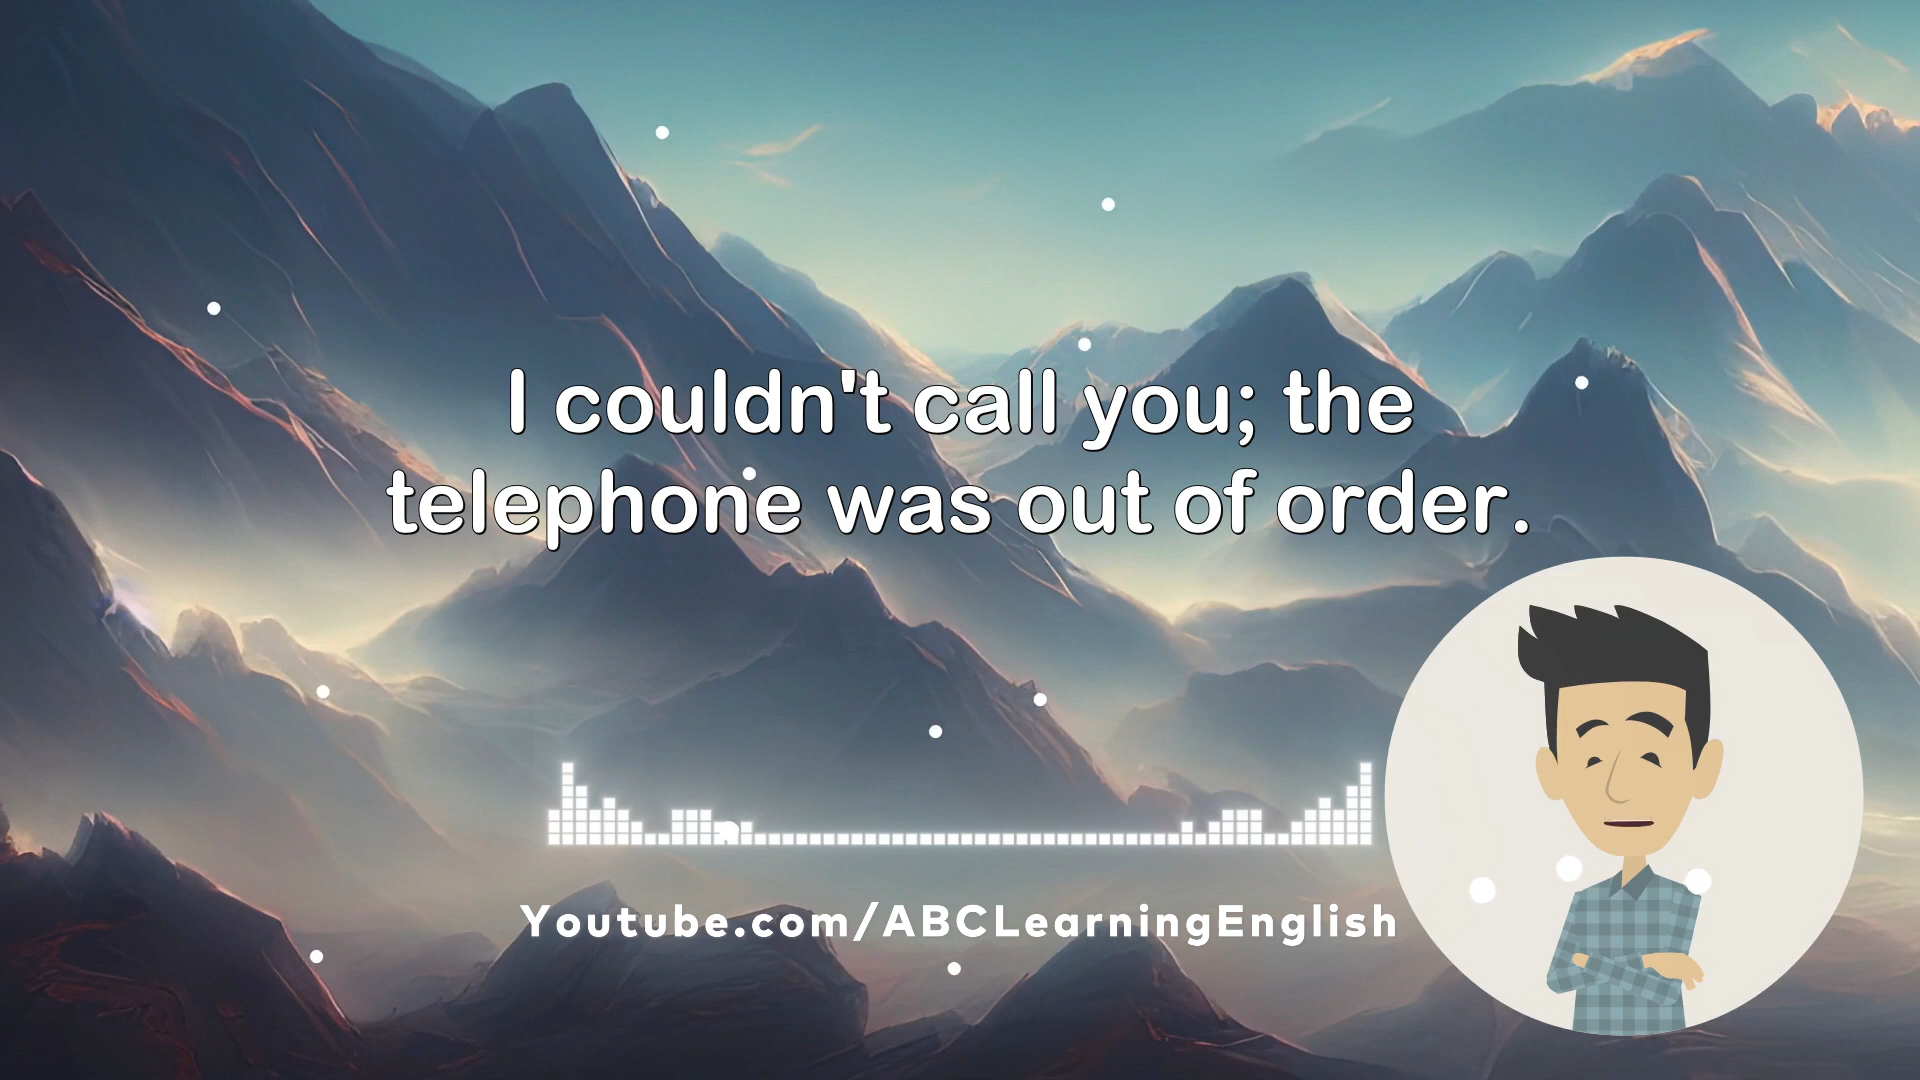 I couldn't call you; the
telephone was out of order.
Youtube.com/ABCLearningEnglish